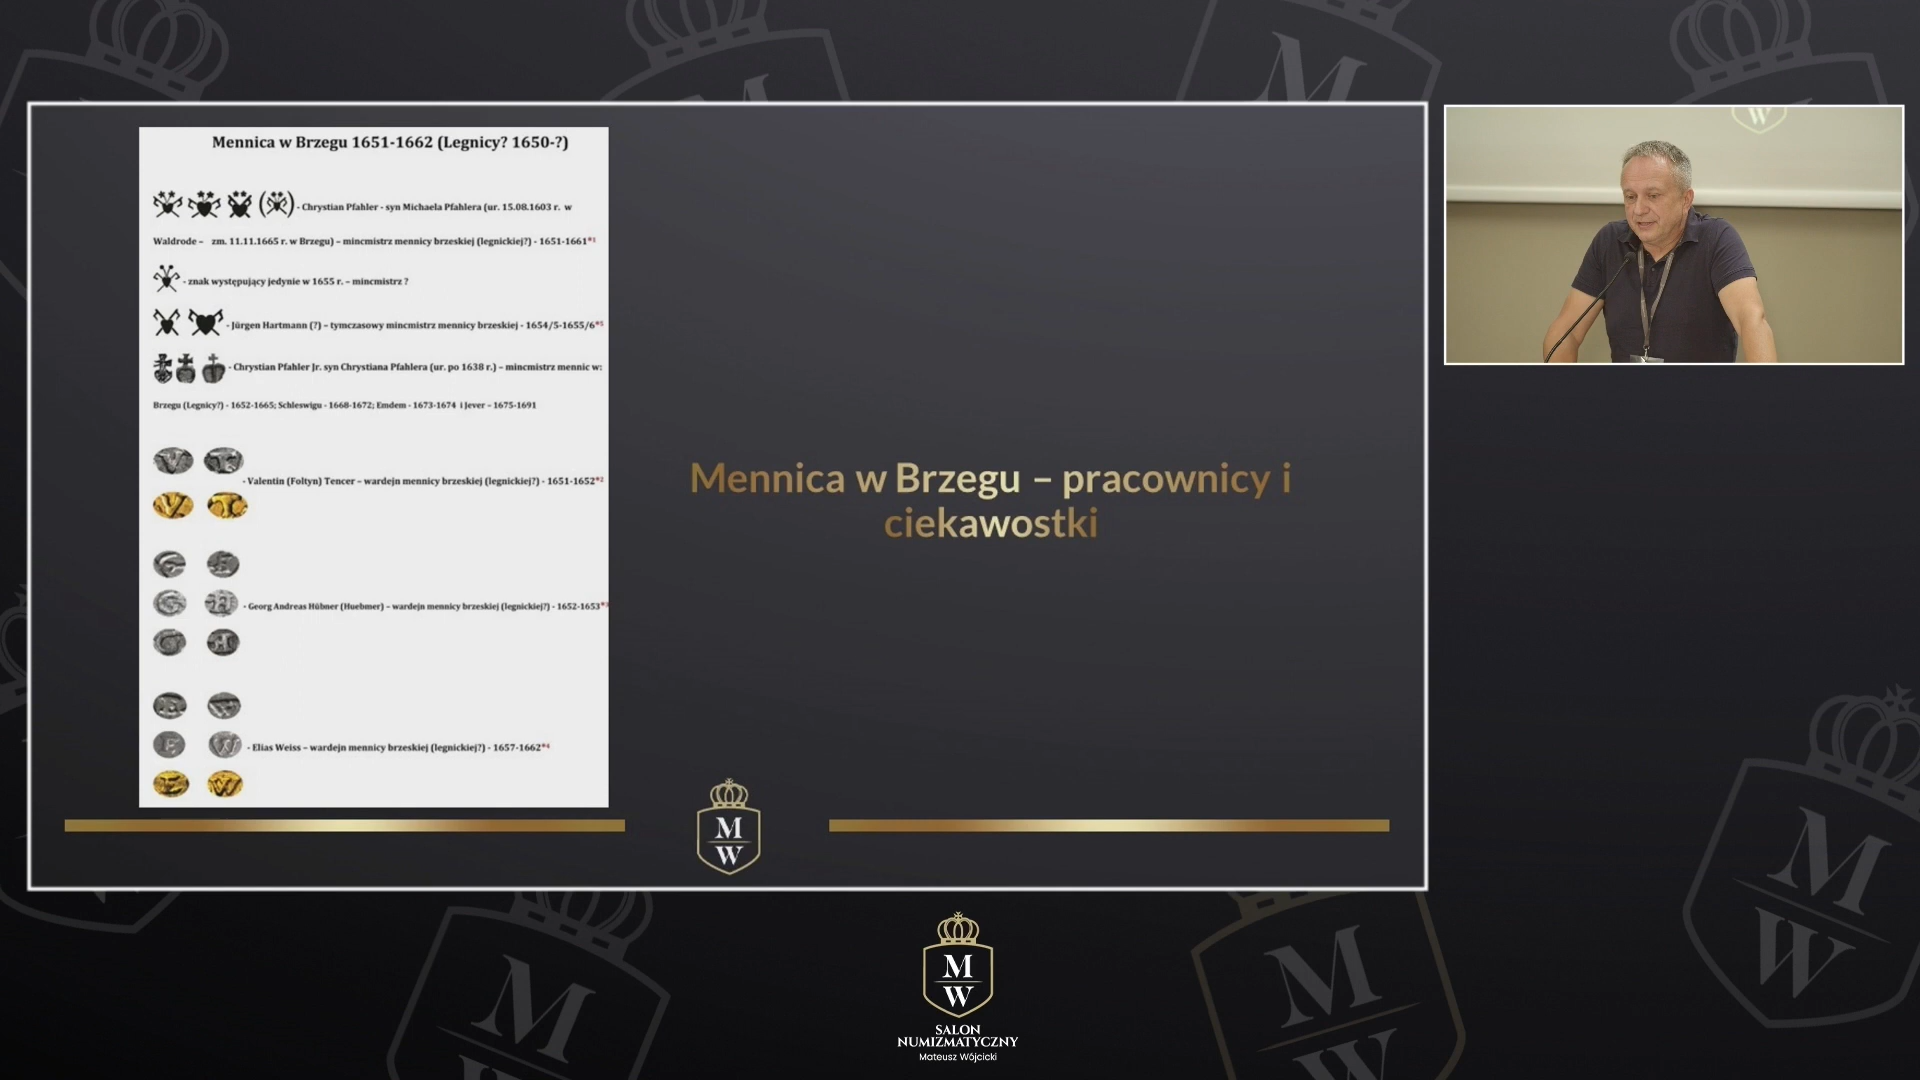 Mennica w Brzegu 1651-1662 (Legnicy? 1650-?)
- Chrystian Pfahler - syn Michaela Pfahlera (ur. 15.08.1603 r. w
Waldrode – zm. 11.11.1665 r. w Brzegu) – mincmistrz mennicy brzeskiej (legnickiej?) - 1651-1661*1
- znak występujący jedynie w 1655 r. – mincmistrz ?
- Jürgen Hartmann (?) – tymczasowy mincmistrz mennicy brzeskiej - 1654/5-1655/6*5
- Chrystian Pfahler Jr. syn Chrystiana Pfahlera (ur. po 1638 r.) – mincmistrz mennic w:
Brzegu (Legnicy?) - 1652-1665; Schleswigu - 1668-1672; Emdem - 1673-1674 i Jever – 1675-1691
V T
- Valentin (Foltyn) Tencer – wardejn mennicy brzeskiej (legnickiej?) - 1651-1652*2
V T
G H
- Georg Andreas Hübner (Huebmer) – wardejn mennicy brzeskiej (legnickiej?) - 1652-1653*3
G H
E W
E W
- Elias Weiss – wardejn mennicy brzeskiej (legnickiej?) - 1657-1662*4
E W
Mennica w Brzegu – pracownicy i
ciekawostki
M
W
W
M
W
SALON
NUMIZMATYCZNY
Mateusz Wójcicki